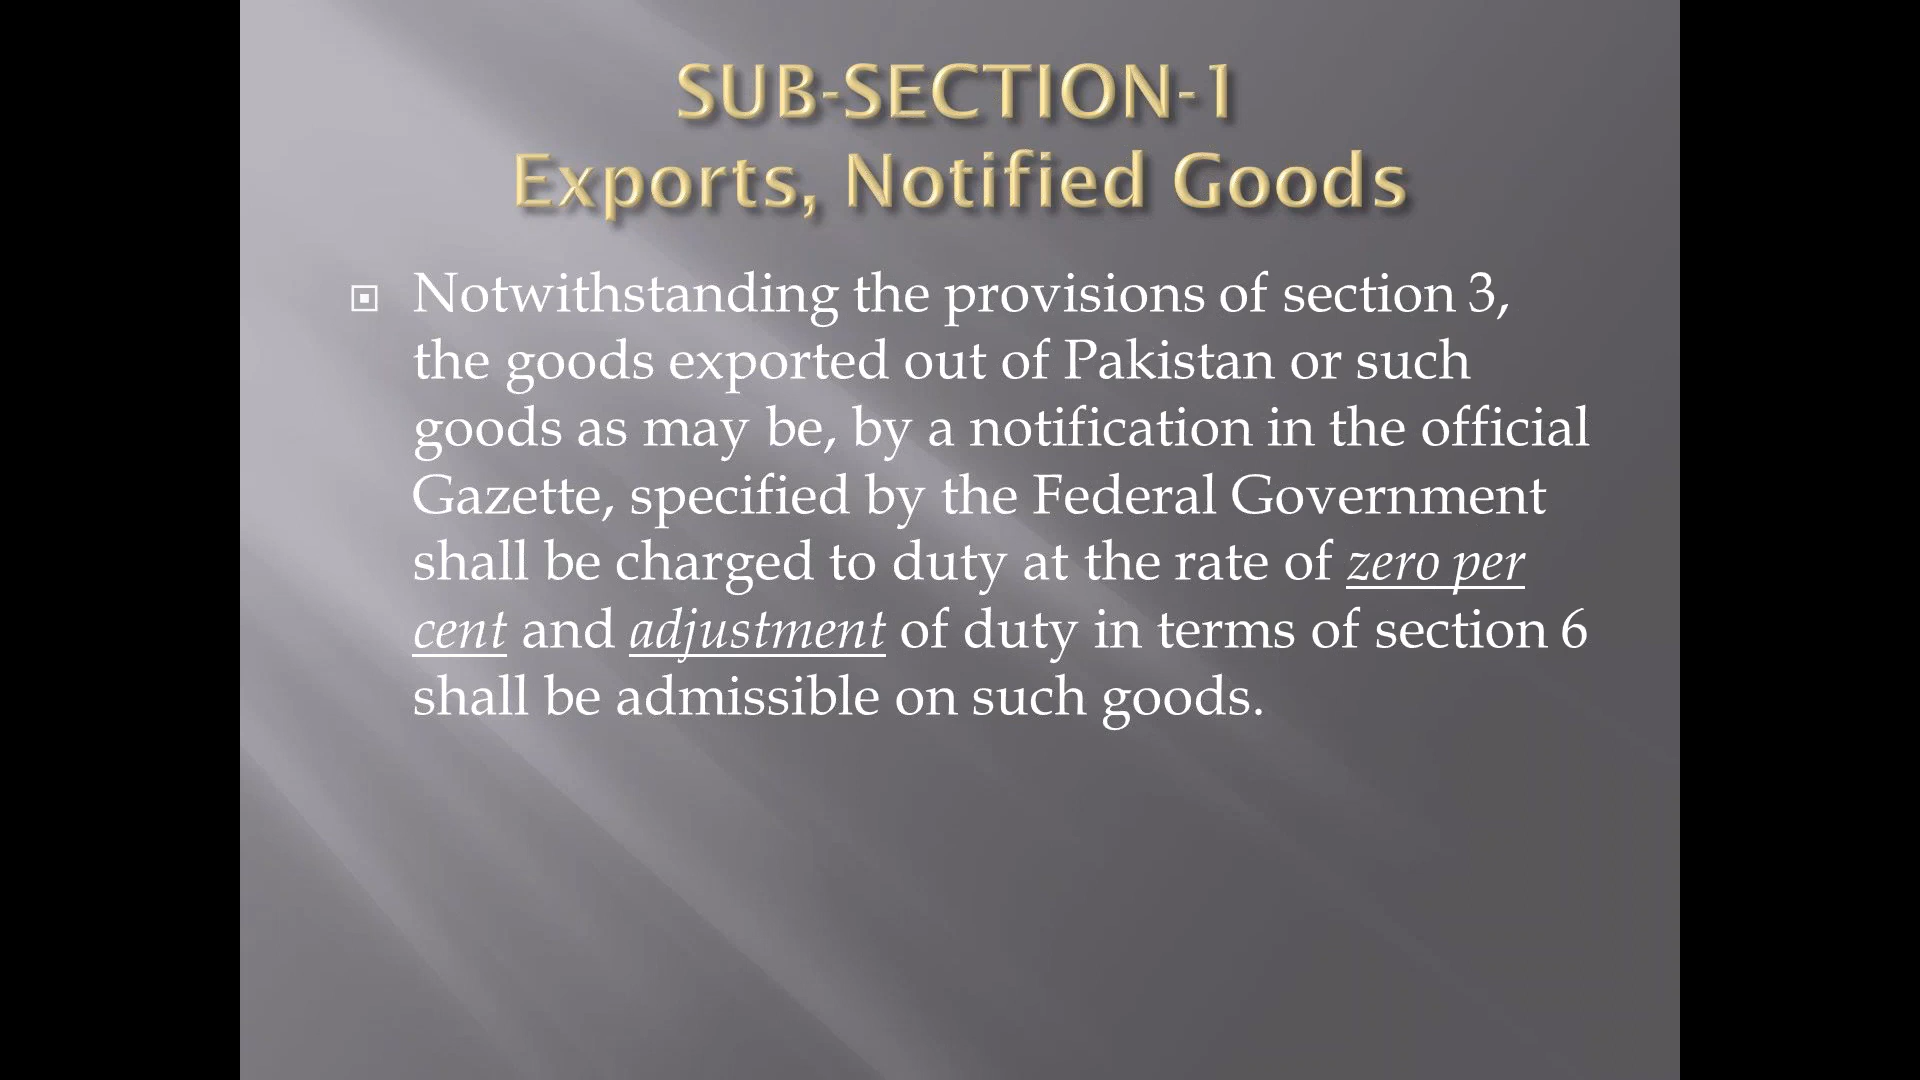 SUB-SECTION-1
Exports, Notified Goods
Notwithstanding the provisions of section 3,
the goods exported out of Pakistan or such
goods as may be, by a notification in the official
Gazette, specified by the Federal Government
shall be charged to duty at the rate of zero per
cent and adjustment of duty in terms of section 6
shall be admissible on such goods.